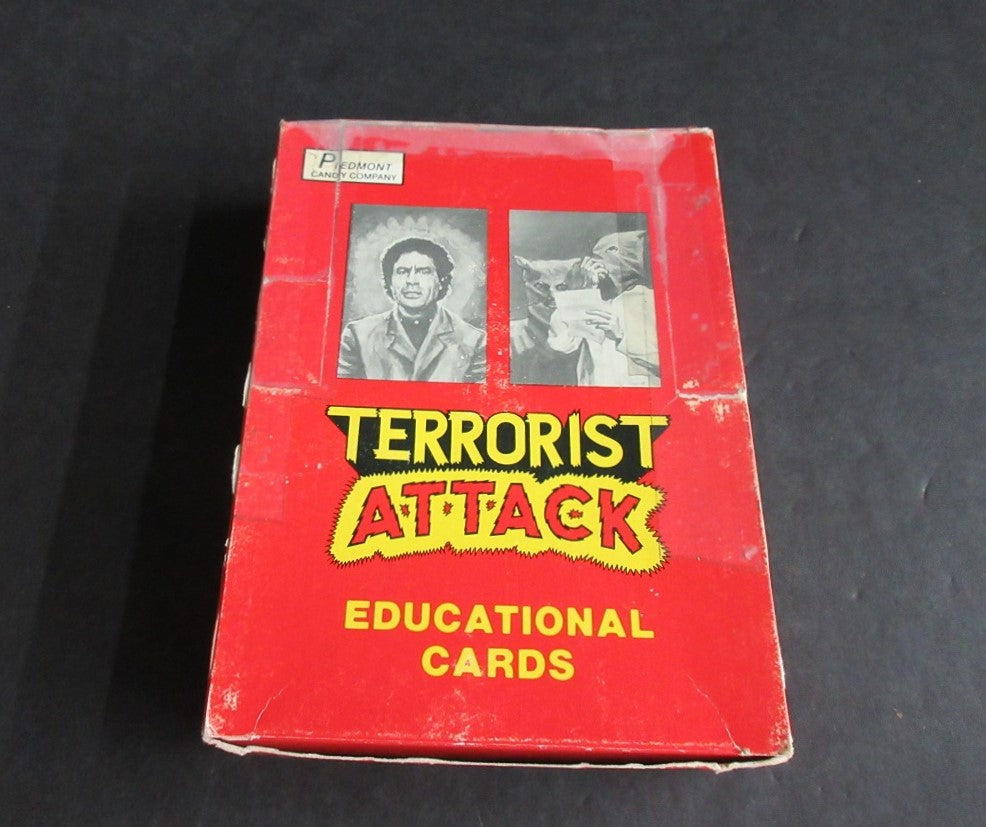 PIEDMONT
CANDY COMPANY
TERRORIST
ATTACK
EDUCATIONAL
CARDS